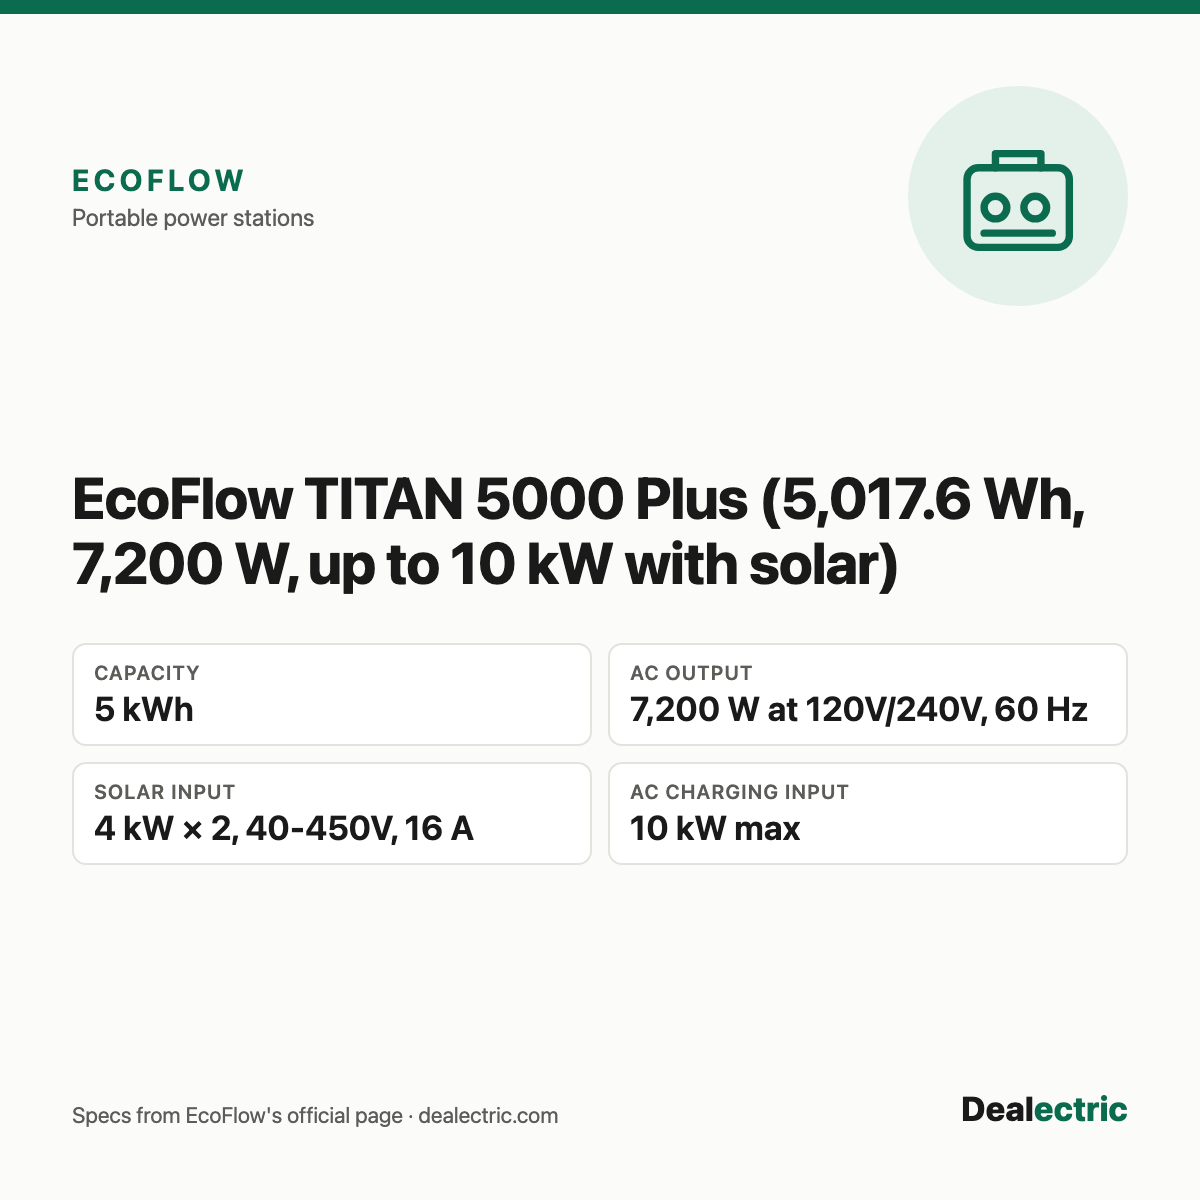 ECOFLOW
Portable power stations
EcoFlow TITAN 5000 Plus (5,017.6 Wh,
7,200 W, up to 10 kW with solar)
CAPACITY
5 kWh
AC OUTPUT
7,200 W at 120V/240V, 60 Hz
SOLAR INPUT
4 kW × 2, 40-450V, 16 A
AC CHARGING INPUT
10 kW max
Specs from EcoFlow's official page · dealectric.com
Dealectric